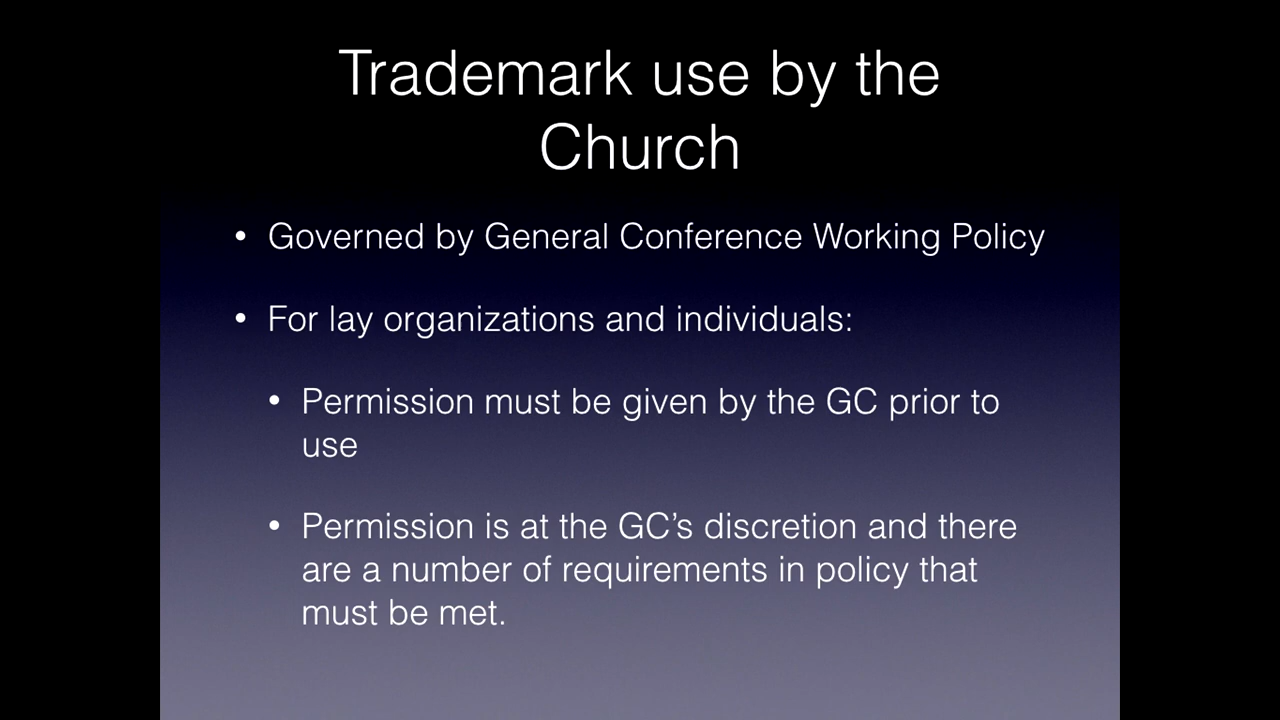 Trademark use by the
Church
• Governed by General Conference Working Policy
• For lay organizations and individuals:
• Permission must be given by the GC prior to
use
• Permission is at the GC’s discretion and there
are a number of requirements in policy that
must be met.